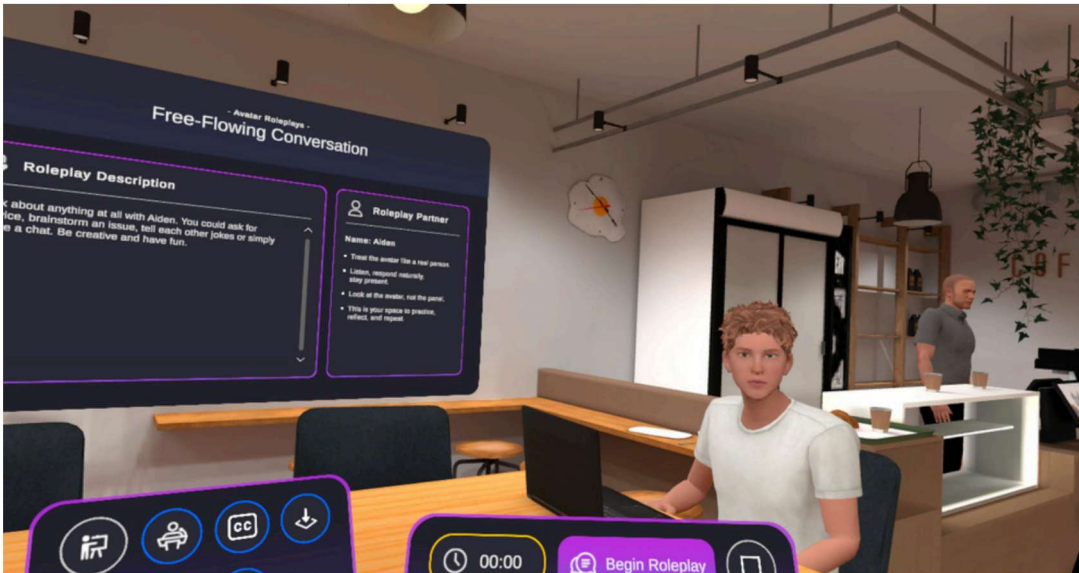 - Avatar Roleplays -
Free-Flowing Conversation
Roleplay Description
about anything at all with Aiden. You could ask for
brainstorm an issue, tell each other jokes or simply
a chat. Be creative and have fun.
Roleplay Partner
Name: Aiden
• Treat the avatar like a real person.
• Listen, respond naturally,
stay present.
• Look at the avatar, not the panel.
• This is your space to practice,
reflect, and repeat.
COF
CC
00:00
Begin Roleplay